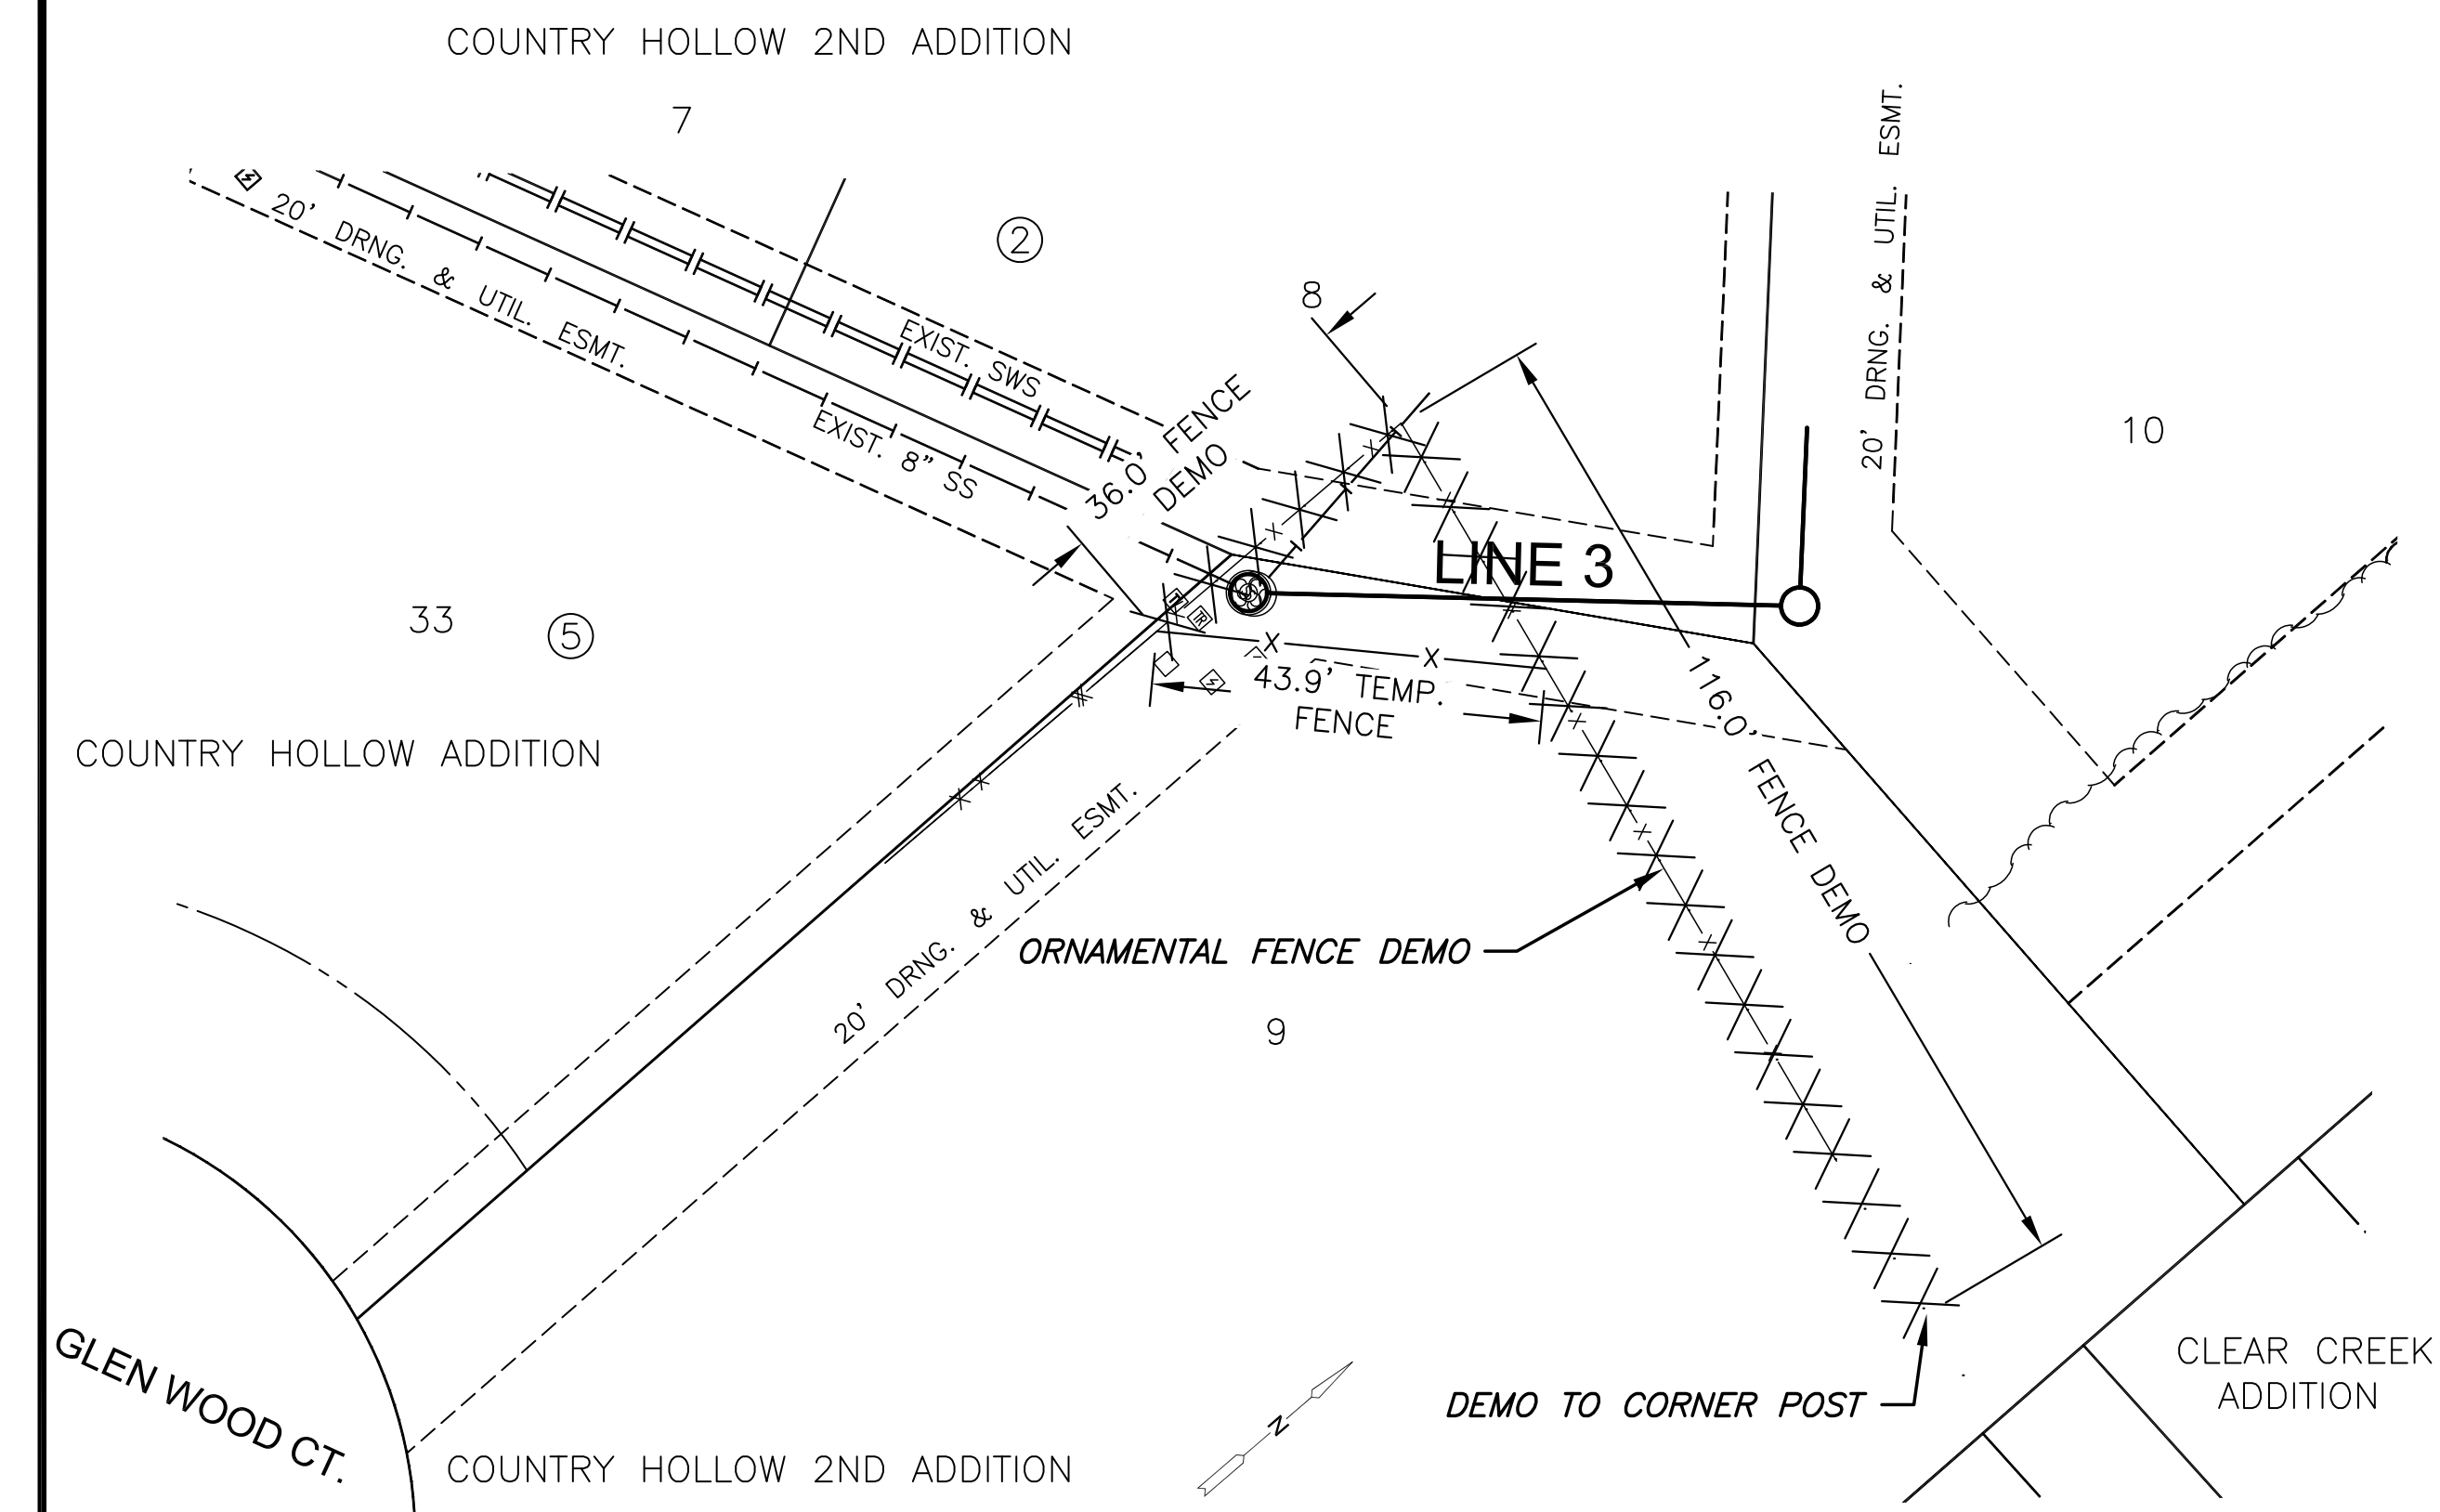 COUNTRY HOLLOW 2ND ADDITION
7
2
20' DRNG. & UTIL. ESMT.
EXIST. SWS
EXIST. 8" SS
8
36.0' FENCE
DEMO
20' DRNG. & UTIL. ESMT.
10
LINE 3
33
5
TR
43.9' TEMP.
FENCE
116.0' FENCE DEMO
COUNTRY HOLLOW ADDITION
20' DRNG. & UTIL. ESMT.
ORNAMENTAL FENCE DEMO
9
GLEN WOOD CT.
N
DEMO TO CORNER POST
CLEAR CREEK
ADDITION
COUNTRY HOLLOW 2ND ADDITION